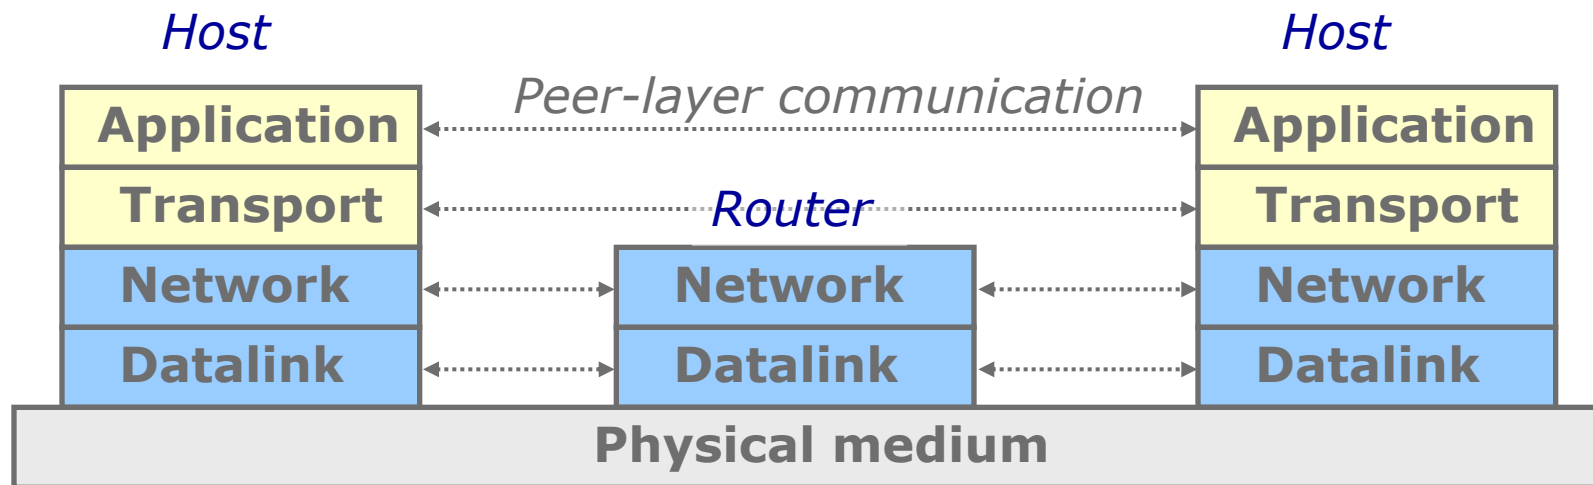 Host Host
Peer-layer communication
Application Application
Transport Router Transport
Network Network Network
Datalink Datalink Datalink
Physical medium